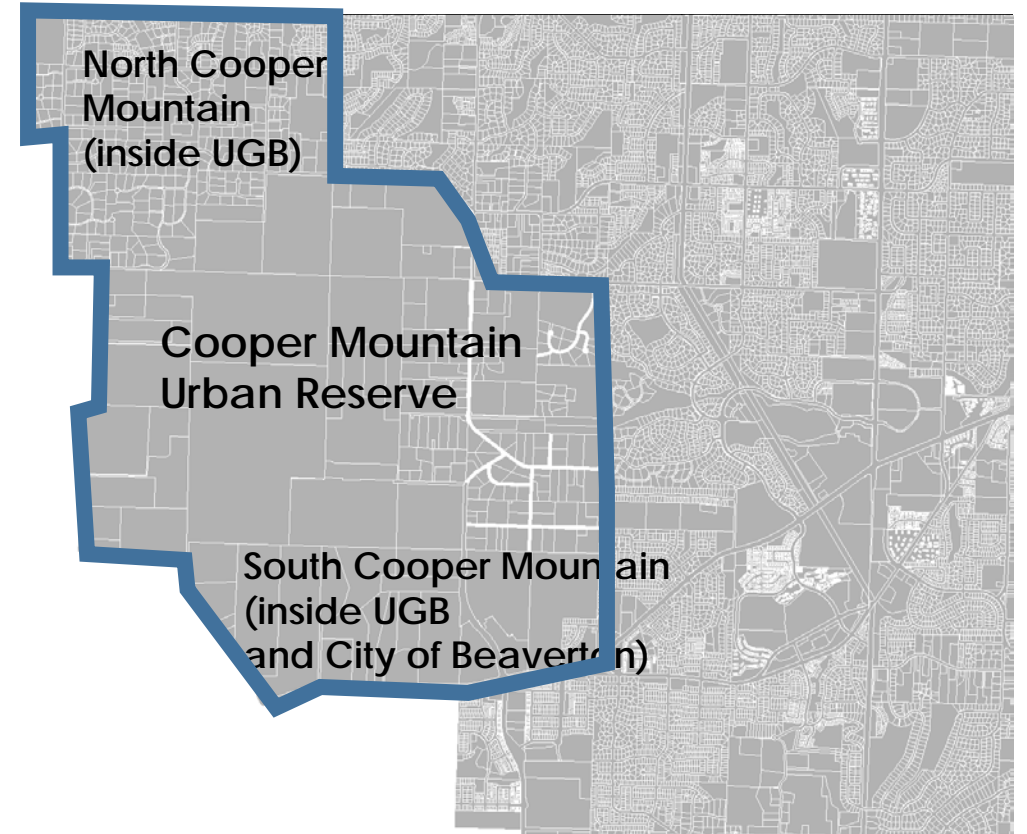 North Cooper
Mountain
(inside UGB)
Cooper Mountain
Urban Reserve
South Cooper Mountain
(inside UGB
and City of Beaverton)